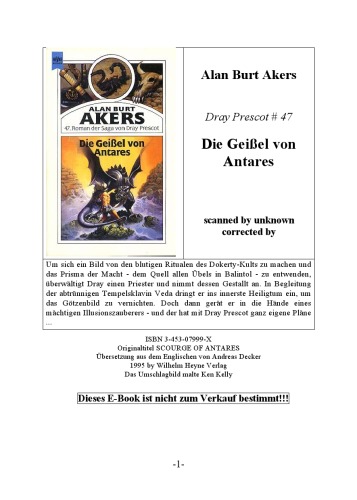 ALAN BURT
AKERS
47. Roman der Saga von Dray Prescot
Die Geißel von
Antares
Alan Burt Akers
Dray Prescot # 47
Die Geißel von
Antares
scanned by unknown
corrected by
Um sich ein Bild von den blutigen Ritualen des Dokerty-Kults zu machen und
das Prisma der Macht - dem Quell allen Übels in Balintol - zu entwenden,
überwältigt Dray einen Priester und nimmt dessen Gestallt an. In Begleitung
der abtrünnigen Tempelsklavin Veda dringt er ins innerste Heiligtum ein, um
das Götzenbild zu vernichten. Doch dann gerät er in die Hände eines
mächtigen Illusionszauberers - und der hat mit Dray Prescot ganz eigene Pläne
...
ISBN 3-453-07999-X
Originaltitel SCOURGE OF ANTARES
Übersetzung aus dem Englischen von Andreas Decker
1995 by Wilhelm Heyne Verlag
Das Umschlagbild malte Ken Kelly
Dieses E-Book ist nicht zum Verkauf bestimmt!!!
-1-